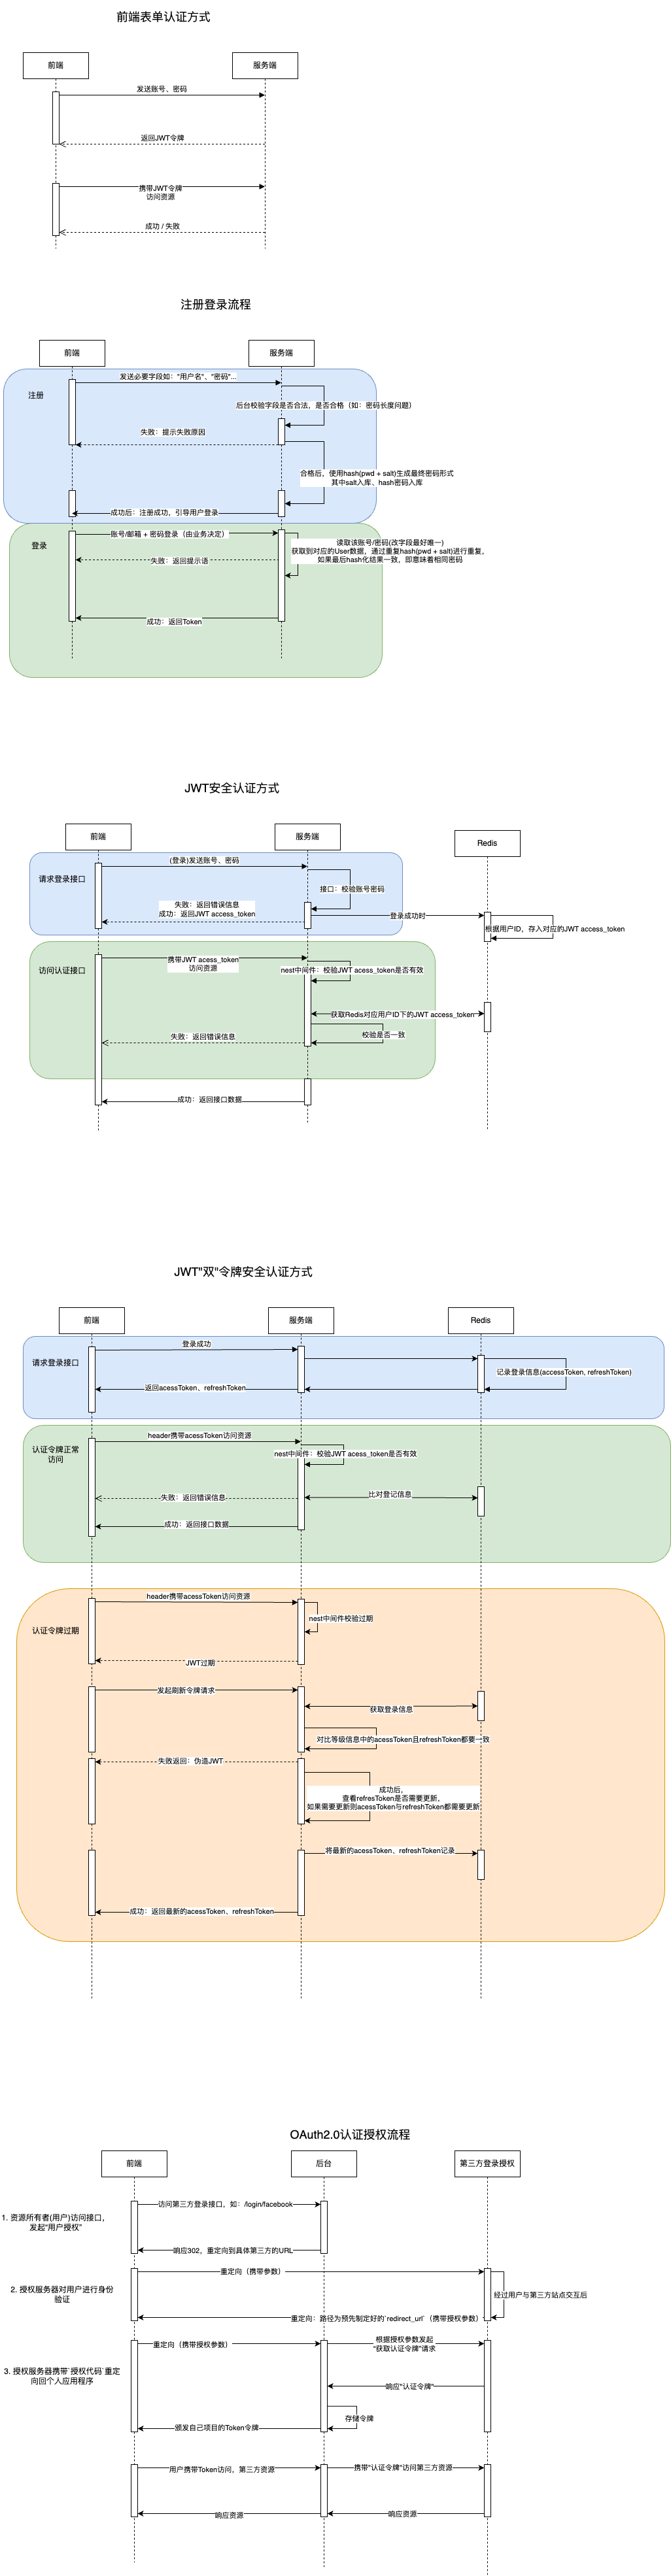 前端表单认证方式
前端
服务端
发送账号、密码
返回JWT令牌
携带JWT令牌
访问资源
成功 / 失败
注册登录流程
前端
服务端
注册
发送必要字段如："用户名"、"密码"...
后台校验字段是否合法，是否合格（如：密码长度问题）
失败：提示失败原因
合格后，使用hash(pwd + salt)生成最终密码形式
其中salt入库、hash密码入库
成功后：注册成功，引导用户登录
登录
账号/邮箱 + 密码登录（由业务决定）
读取该账号/密码(改字段最好唯一)
获取到对应的User数据，通过重复hash(pwd + salt)进行重复，
如果最后hash化结果一致，即意味着相同密码
失败：返回提示语
成功：返回Token
JWT安全认证方式
前端
服务端
Redis
请求登录接口
(登录)发送账号、密码
接口：校验账号密码
失败：返回错误信息
成功：返回JWT access_token
登录成功时
根据用户ID，存入对应的JWT access_token
访问认证接口
携带JWT acess_token
访问资源
nest中间件：校验JWT acess_token是否有效
获取Redis对应用户ID下的JWT access_token
校验是否一致
失败：返回错误信息
成功：返回接口数据
JWT"双"令牌安全认证方式
前端
服务端
Redis
请求登录接口
登录成功
记录登录信息(accessToken, refreshToken)
返回acessToken、refreshToken
认证令牌正常
访问
header携带acessToken访问资源
nest中间件：校验JWT acess_token是否有效
失败：返回错误信息
比对登记信息
成功：返回接口数据
认证令牌过期
header携带acessToken访问资源
nest中间件校验过期
JWT过期
发起刷新令牌请求
获取登录信息
对比等级信息中的acessToken且refreshToken都要一致
失败返回：伪造JWT
成功后，
查看refresToken是否需要更新，
如果需要更新则acessToken与refreshToken都需要更新
将最新的acessToken、refreshToken记录
成功：返回最新的acessToken、refreshToken
OAuth2.0认证授权流程
前端
后台
第三方登录授权
1. 资源所有者(用户)访问接口，
发起"用户授权"
访问第三方登录接口，如：/login/facebook
响应302，重定向到具体第三方的URL
2. 授权服务器对用户进行身份
验证
重定向（携带参数）
经过用户与第三方站点交互后
重定向：路径为预先制定好的`redirect_url`（携带授权参数）
3. 授权服务器携带`授权代码`重定
向回个人应用程序
重定向（携带授权参数）
根据授权参数发起
"获取认证令牌"请求
响应"认证令牌"
存储令牌
颁发自己项目的Token令牌
用户携带Token访问，第三方资源
携带"认证令牌"访问第三方资源
响应资源
响应资源